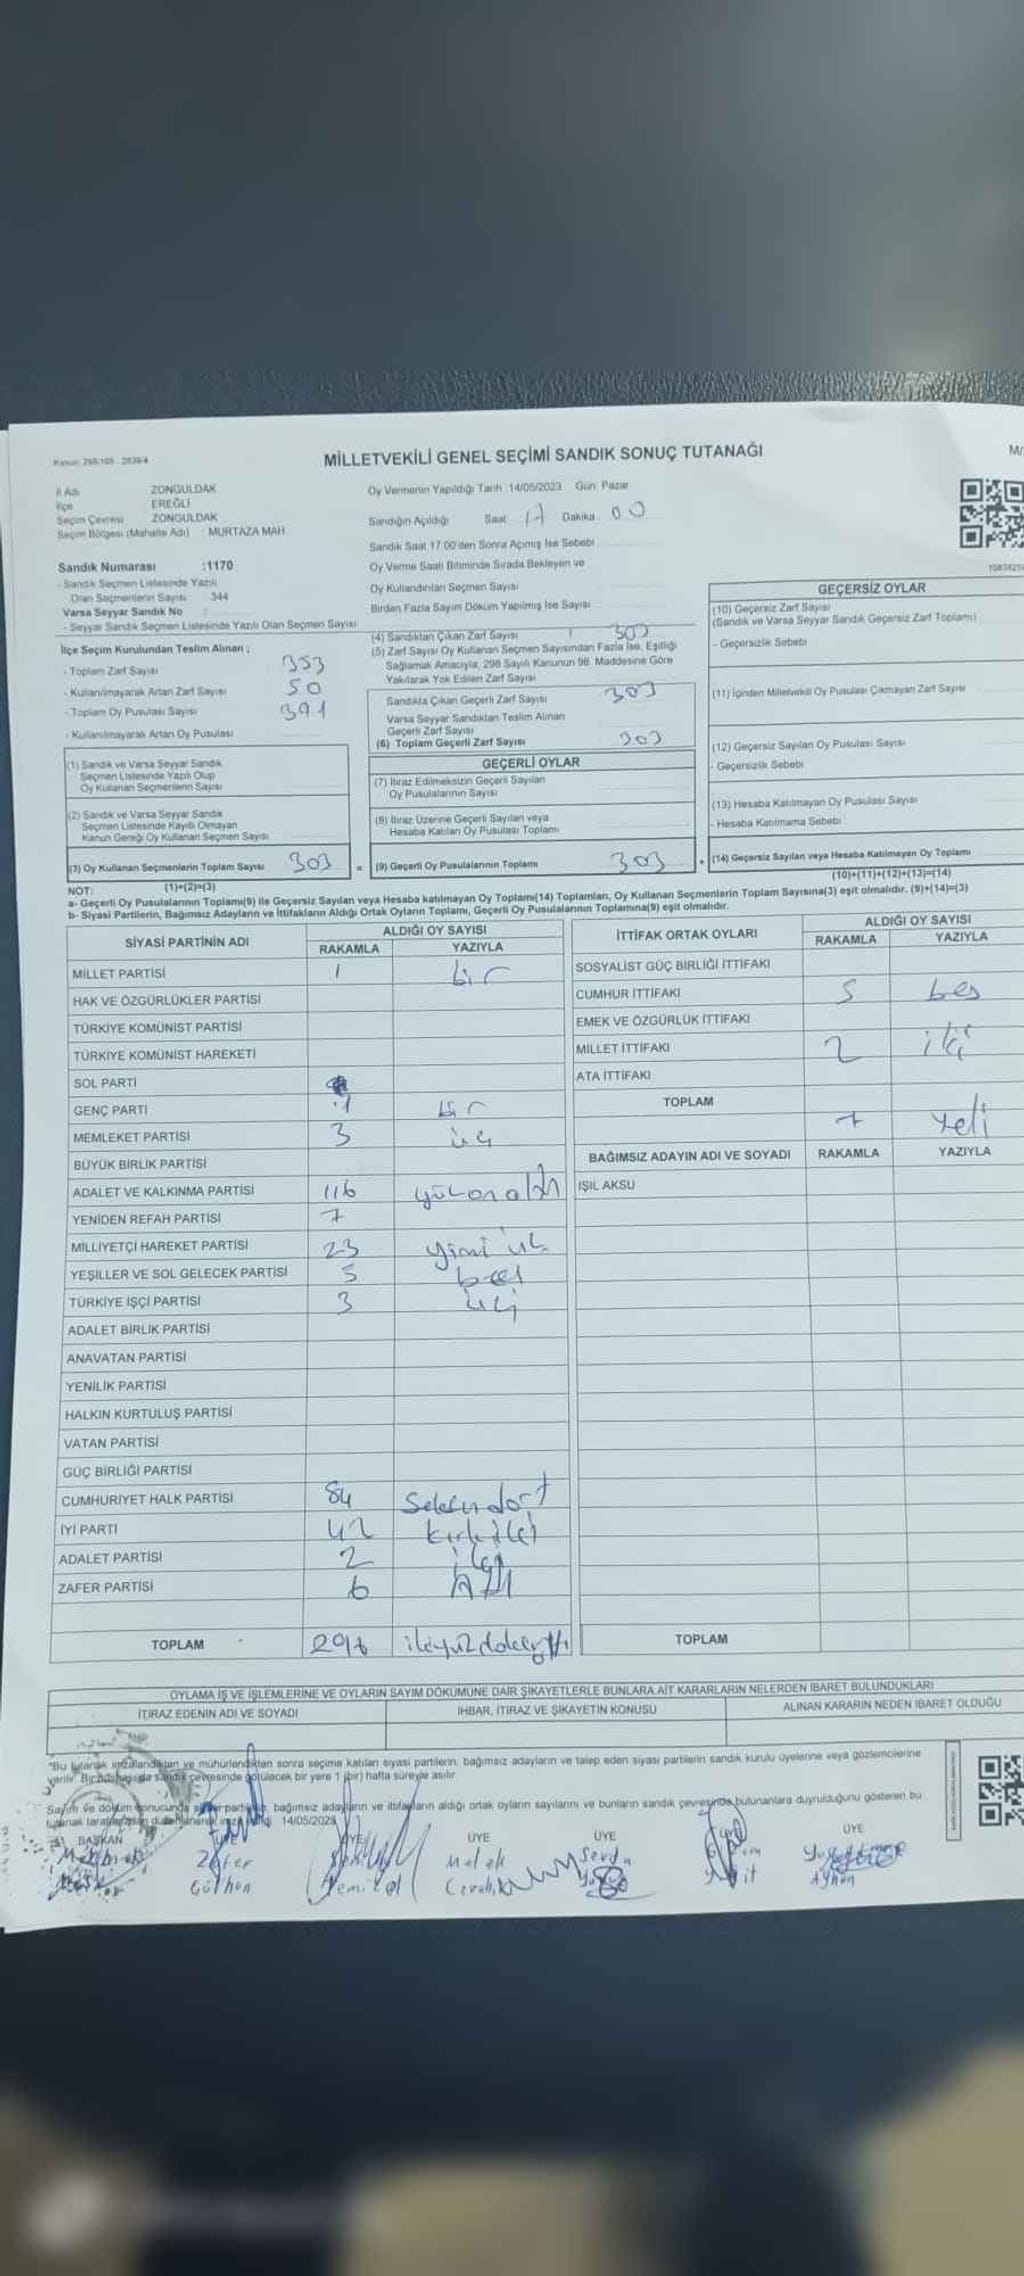 Kanun: 298/105 - 2839/4
MİLLETVEKİLİ GENEL SEÇİMİ SANDIK SONUÇ TUTANAĞI
İl Adı ZONGULDAK
İlçe EREĞLİ
Seçim Çevresi ZONGULDAK
Seçim Bölgesi (Mahalle Adı) : MURTAZA MAH
Sandık Numarası :1170
- Sandık Seçmen Listesinde Yazılı
Olan Seçmenlerin Sayısı : 344
Varsa Seyyar Sandık No :
- Seyyar Sandık Seçmen Listesinde Yazılı Olan Seçmen Sayısı
İlçe Seçim Kurulundan Teslim Alınan ;
- Toplam Zarf Sayısı 353
- Kullanılmayarak Artan Zarf Sayısı 50
- Toplam Oy Pusulası Sayısı 391
- Kullanılmayarak Artan Oy Pusulası
(1) Sandık ve Varsa Seyyar Sandık
Seçmen Listesinde Yazılı Olup
Oy Kullanan Seçmenlerin Sayısı
(2) Sandık ve Varsa Seyyar Sandık
Seçmen Listesinde Kayıtlı Olmayan
Kanun Gereği Oy Kullanan Seçmen Sayısı
(3) Oy Kullanan Seçmenlerin Toplam Sayısı 303
(1)+(2)=(3)
Oy Vermenin Yapıldığı Tarih :14/05/2023 Gün: Pazar
Sandığın Açıldığı Saat 17 Dakika 00
Sandık Saat 17:00'den Sonra Açılmış İse Sebebi
Oy Verme Saati Bitiminde Sırada Bekleyen ve
Oy Kullandırılan Seçmen Sayısı
Birden Fazla Sayım Döküm Yapılmış İse Sayısı
(4) Sandıktan Çıkan Zarf Sayısı 303
(5) Zarf Sayısı Oy Kullanan Seçmen Sayısından Fazla İse, Eşitliği
Sağlamak Amacıyla, 298 Sayılı Kanunun 98. Maddesine Göre
Yakılarak Yok Edilen Zarf Sayısı
Sandıkta Çıkan Geçerli Zarf Sayısı 303
Varsa Seyyar Sandıktan Teslim Alınan
Geçerli Zarf Sayısı
(6) Toplam Geçerli Zarf Sayısı 303
GEÇERLİ OYLAR
(7) İtiraz Edilmeksizin Geçerli Sayılan
Oy Pusulalarının Sayısı
(8) İtiraz Üzerine Geçerli Sayılan veya
Hesaba Katılan Oy Pusulası Toplamı
= (9) Geçerli Oy Pusulalarının Toplamı 303
GEÇERSİZ OYLAR
(10) Geçersiz Zarf Sayısı
(Sandık ve Varsa Seyyar Sandık Geçersiz Zarf Toplamı)
- Geçersizlik Sebebi
(11) İçinden Milletvekili Oy Pusulası Çıkmayan Zarf Sayısı
(12) Geçersiz Sayılan Oy Pusulası Sayısı
- Geçersizlik Sebebi
(13) Hesaba Katılmayan Oy Pusulası Sayısı
- Hesaba Katılmama Sebebi
+ (14) Geçersiz Sayılan veya Hesaba Katılmayan Oy Toplamı
(10)+(11)+(12)+(13)=(14)
NOT:
a- Geçerli Oy Pusulalarının Toplamı(9) ile Geçersiz Sayılan veya Hesaba katılmayan Oy Toplamı(14) Toplamları, Oy Kullanan Seçmenlerin Toplam Sayısına(3) eşit olmalıdır. (9)+(14)=(3)
b- Siyasi Partilerin, Bağımsız Adayların ve İttifakların Aldığı Ortak Oyların Toplamı, Geçerli Oy Pusulalarının Toplamına(9) eşit olmalıdır.
SİYASİ PARTİNİN ADI ALDIĞI OY SAYISI
RAKAMLA YAZIYLA
MİLLET PARTİSİ 1 bir
HAK VE ÖZGÜRLÜKLER PARTİSİ
TÜRKİYE KOMÜNİST PARTİSİ
TÜRKİYE KOMÜNİST HAREKETİ
SOL PARTİ
GENÇ PARTİ 1 bir
MEMLEKET PARTİSİ 3 üç
BÜYÜK BİRLİK PARTİSİ
ADALET VE KALKINMA PARTİSİ 116 yüzonaltı
YENİDEN REFAH PARTİSİ 7
MİLLİYETÇİ HAREKET PARTİSİ 23 yimi üç
YEŞİLLER VE SOL GELECEK PARTİSİ 5 beş
TÜRKİYE İŞÇİ PARTİSİ 3 üç
ADALET BİRLİK PARTİSİ
ANAVATAN PARTİSİ
YENİLİK PARTİSİ
HALKIN KURTULUŞ PARTİSİ
VATAN PARTİSİ
GÜÇ BİRLİĞİ PARTİSİ
CUMHURİYET HALK PARTİSİ 84 seksendört
İYİ PARTİ 42 kırkiki
ADALET PARTİSİ 2 iki
ZAFER PARTİSİ 6 Altı
TOPLAM 296
İTTİFAK ORTAK OYLARI ALDIĞI OY SAYISI
RAKAMLA YAZIYLA
SOSYALİST GÜÇ BİRLİĞİ İTTİFAKI
CUMHUR İTTİFAKI 5 beş
EMEK VE ÖZGÜRLÜK İTTİFAKI
MİLLET İTTİFAKI 2 iki
ATA İTTİFAKI
TOPLAM 7 yedi
BAĞIMSIZ ADAYIN ADI VE SOYADI RAKAMLA YAZIYLA
IŞIL AKSU
TOPLAM
OYLAMA İŞ VE İŞLEMLERİNE VE OYLARIN SAYIM DÖKÜMÜNE DAİR ŞİKAYETLERLE BUNLARA AİT KARARLARIN NELERDEN İBARET BULUNDUKLARI
İTİRAZ EDENİN ADI VE SOYADI İHBAR, İTİRAZ VE ŞİKAYETİN KONUSU ALINAN KARARIN NEDEN İBARET OLDUĞU
"Bu tutanak imzalandıktan ve mühürlendikten sonra seçime katılan siyasi partilerin, bağımsız adayların ve talep eden siyasi partilerin sandık kurulu üyelerine veya gözlemcilerine
verilir" Bir sandık çevresinde görülecek bir yere 1 (bir) hafta süreyle asılır.
Sayım ve döküm sonucunda siyasi partilerin, bağımsız adayların ve ittifakların aldığı ortak oyların sayılarını ve bunların sandık çevresinde bulunanlara duyrulduğunu gösteren bu
tutanak tarafımızdan düzenlenerek imza edildi 14/05/2023
BAŞKAN ÜYE ÜYE ÜYE ÜYE ÜYE
Zafer Melek
Gülhan